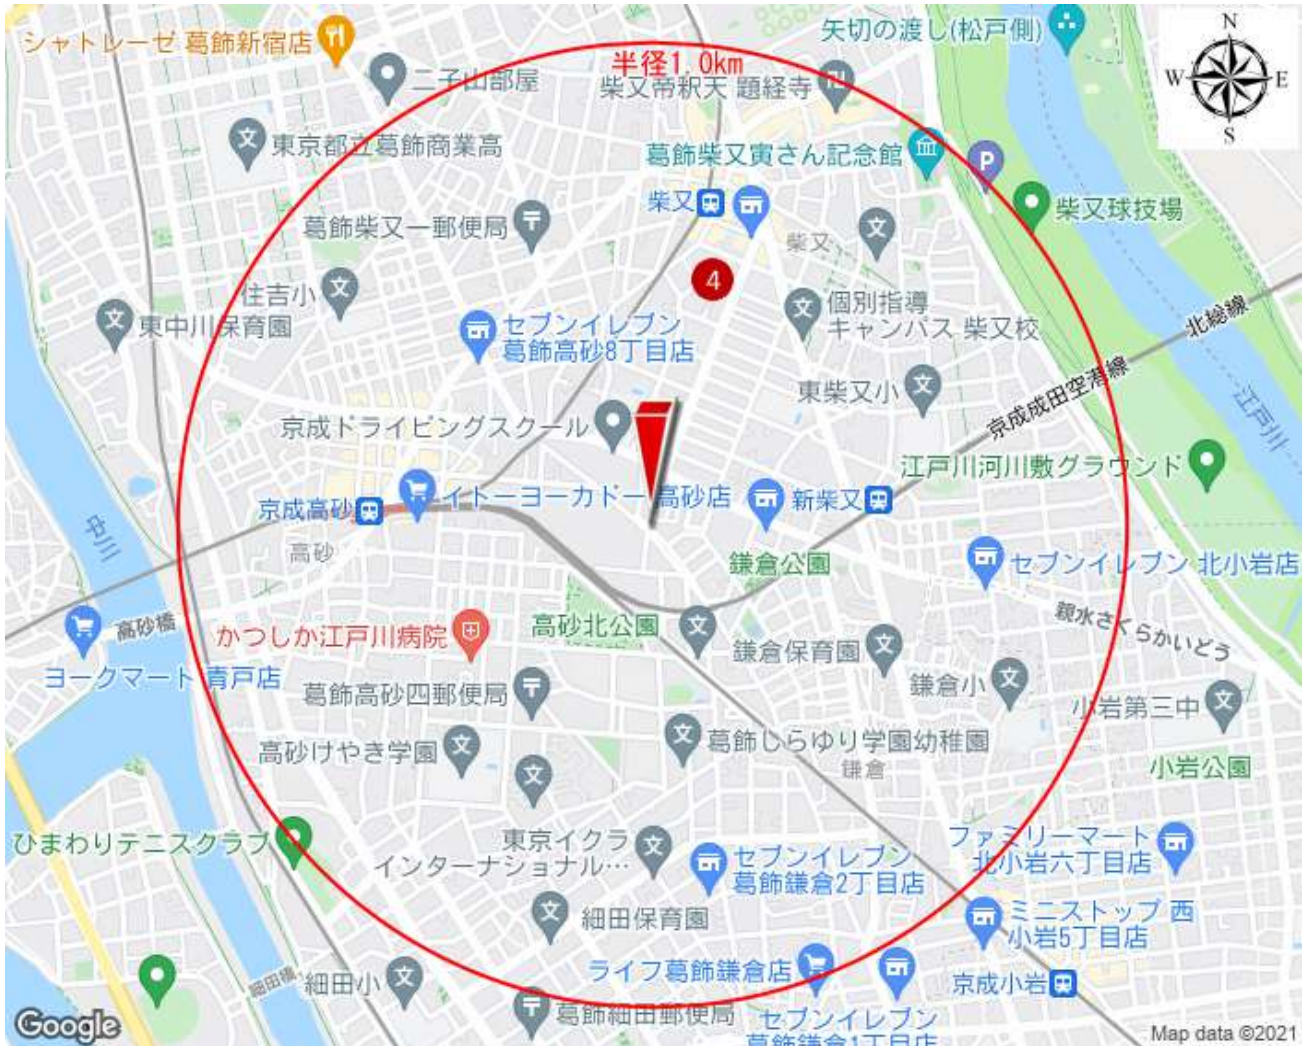 シャトレーゼ 葛飾新宿店
矢切の渡し(松戸側)
N
W
E
S
半径1.0km
二子山部屋
柴又帝釈天 題経寺
東京都立葛飾商業高
葛飾柴又寅さん記念館
P
柴又
葛飾柴又一郵便局
柴又球技場
柴又
4
住吉小
個別指導
キャンパス 柴又校
東中川保育園
セブンイレブン
葛飾高砂8丁目店
北総線
京成成田空港線
東柴又小
江戸川
京成ドライビングスクール
江戸川河川敷グラウンド
イトーヨーカドー 高砂店
新柴又
京成高砂
中川
高砂
鎌倉公園
セブンイレブン 北小岩店
高砂橋
かつしか江戸川病院
高砂北公園
親水さくらかいどう
鎌倉保育園
ヨークマート 青戸店
葛飾高砂四郵便局
鎌倉小
小岩第三中
高砂けやき学園
葛飾しらゆり学園幼稚園
鎌倉
小岩公園
ひまわりテニスクラブ
東京イクラ
インターナショナル…
セブンイレブン
葛飾鎌倉2丁目店
ファミリーマート
北小岩六丁目店
細田保育園
ミニストップ 西
小岩5丁目店
細田橋
細田小
ライフ葛飾鎌倉店
京成小岩
葛飾細田郵便局
セブンイレブン
葛飾鎌倉1丁目店
Google
Map data ©2021